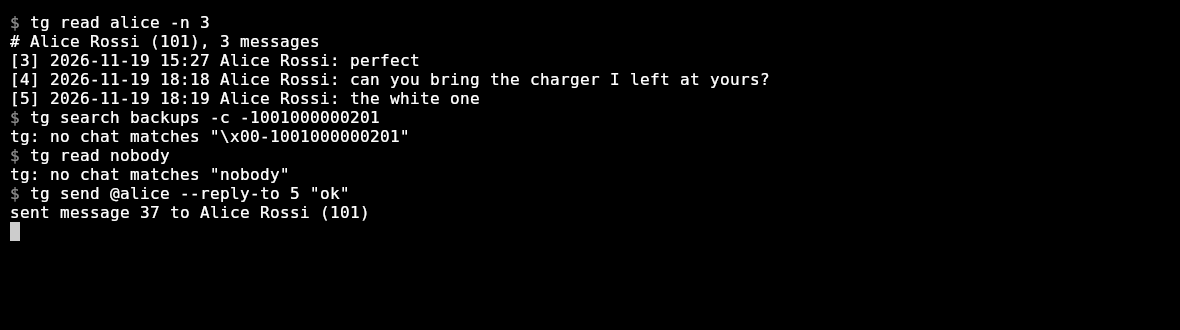 $ tg read alice -n 3
# Alice Rossi (101), 3 messages
[3] 2026-11-19 15:27 Alice Rossi: perfect
[4] 2026-11-19 18:18 Alice Rossi: can you bring the charger I left at yours?
[5] 2026-11-19 18:19 Alice Rossi: the white one
$ tg search backups -c -1001000000201
tg: no chat matches "\x00-1001000000201"
$ tg read nobody
tg: no chat matches "nobody"
$ tg send @alice --reply-to 5 "ok"
sent message 37 to Alice Rossi (101)